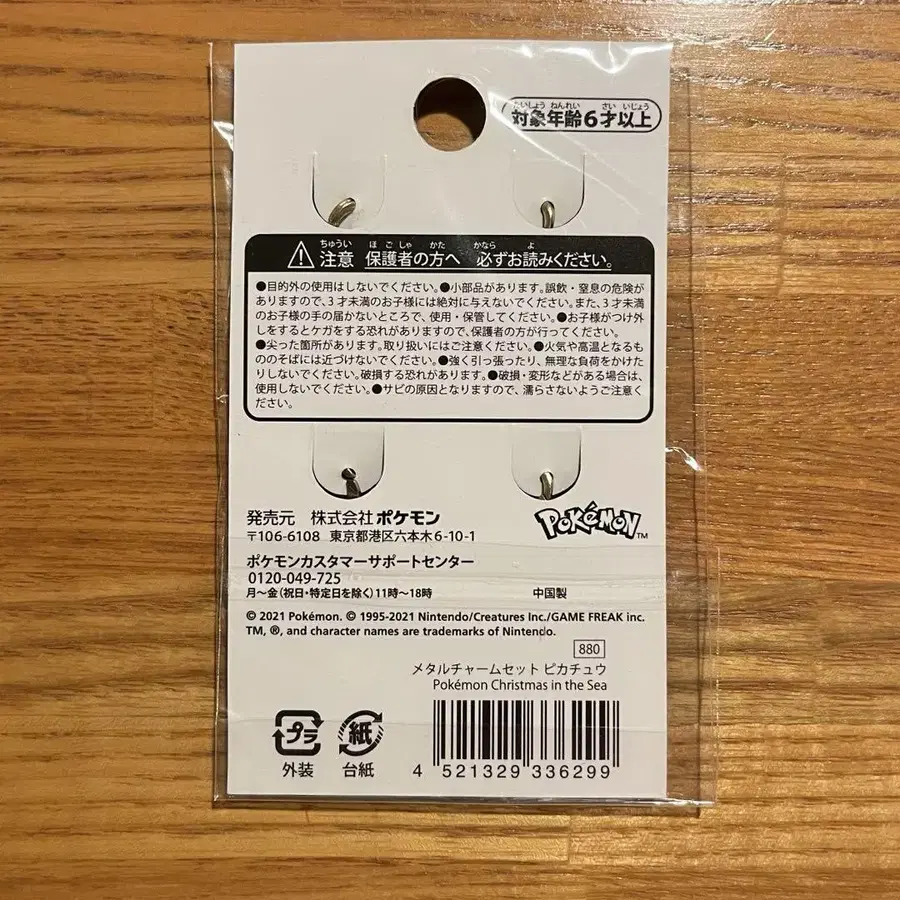 たいしょう ねんれい さい いじょう
対象年齢6才以上
ちゅうい ほごしゃ かた かなら よ
注意 保護者の方へ 必ずお読みください。
●目的外の使用はしないでください。●小部品があります。誤飲・窒息の危険が
ありますので、3才未満のお子様には絶対に与えないでください。また、3才未満
のお子様の手の届かないところで、使用・保管してください。●お子様がつけ外
しをするとケガをする恐れがありますので、保護者の方が行ってください。
●尖った箇所があります。取り扱いにはご注意ください。●火気や高温となるも
ののそばには近づけないでください。●強く引っ張ったり、無理な負荷をかけた
りしないでください。破損する恐れがあります。●破損・変形などがある場合は、
使用しないでください。●サビの原因となりますので、濡らさないようご注意く
ださい。
発売元 株式会社ポケモン
〒106-6108 東京都港区六本木6-10-1
Pokémon TM
ポケモンカスタマーサポートセンター
0120-049-725
月〜金(祝日・特定日を除く)11時〜18時 中国製
© 2021 Pokémon. © 1995-2021 Nintendo/Creatures Inc./GAME FREAK inc.
TM, ®, and character names are trademarks of Nintendo.
880
メタルチャームセット ピカチュウ
Pokémon Christmas in the Sea
プラ 紙
外装 台紙
4 521329 336299